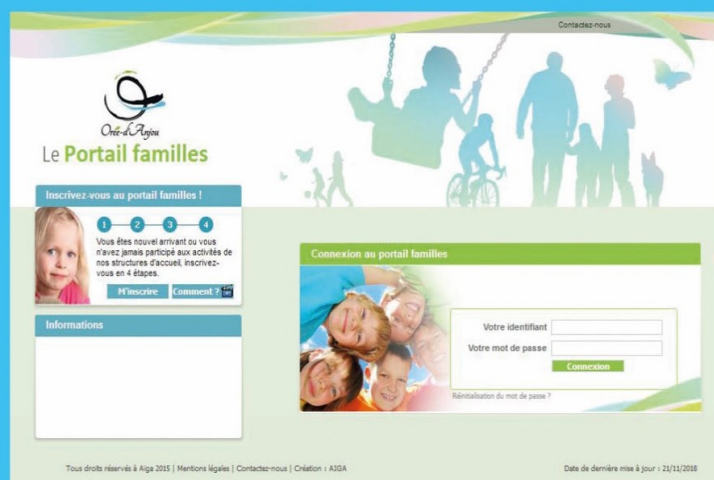 Contactez-nous
Orée-d'Anjou
Le Portail familles
Inscrivez-vous au portail familles !
1 2 3 4
Vous êtes nouvel arrivant ou vous
n'avez jamais participé aux activités de
nos structures d'accueil, inscrivez-
vous en 4 étapes.
M'inscrire Comment ?
Informations
Connexion au portail familles
Votre identifiant
Votre mot de passe
Connexion
Réinitialisation du mot de passe ?
Tous droits réservés à Aiga 2015 | Mentions légales | Contactez-nous | Création : AIGA
Date de dernière mise à jour : 21/11/2016